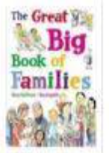 The Great
Big
Book of
Families